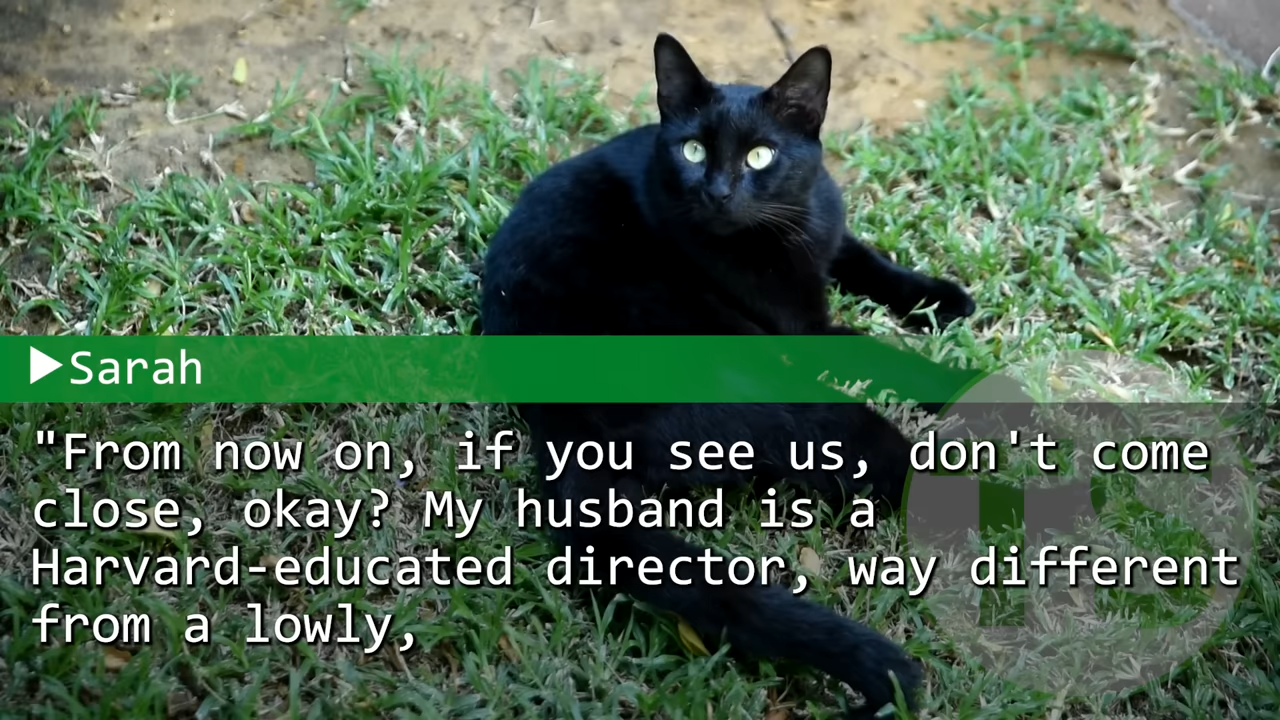 ▶Sarah
"From now on, if you see us, don't come
close, okay? My husband is a
Harvard-educated director, way different
from a lowly,